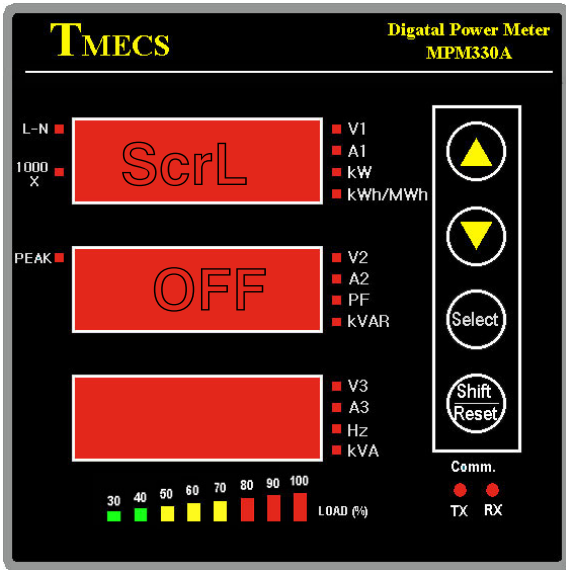 TMECS
Digatal Power Meter
MPM330A
L-N
1000
X
ScrL
V1
A1
kW
kWh/MWh
PEAK
OFF
V2
A2
PF
kVAR
Select
V3
A3
Hz
kVA
Shift
Reset
30 40 50 60 70 80 90 100
LOAD (%)
Comm.
TX RX